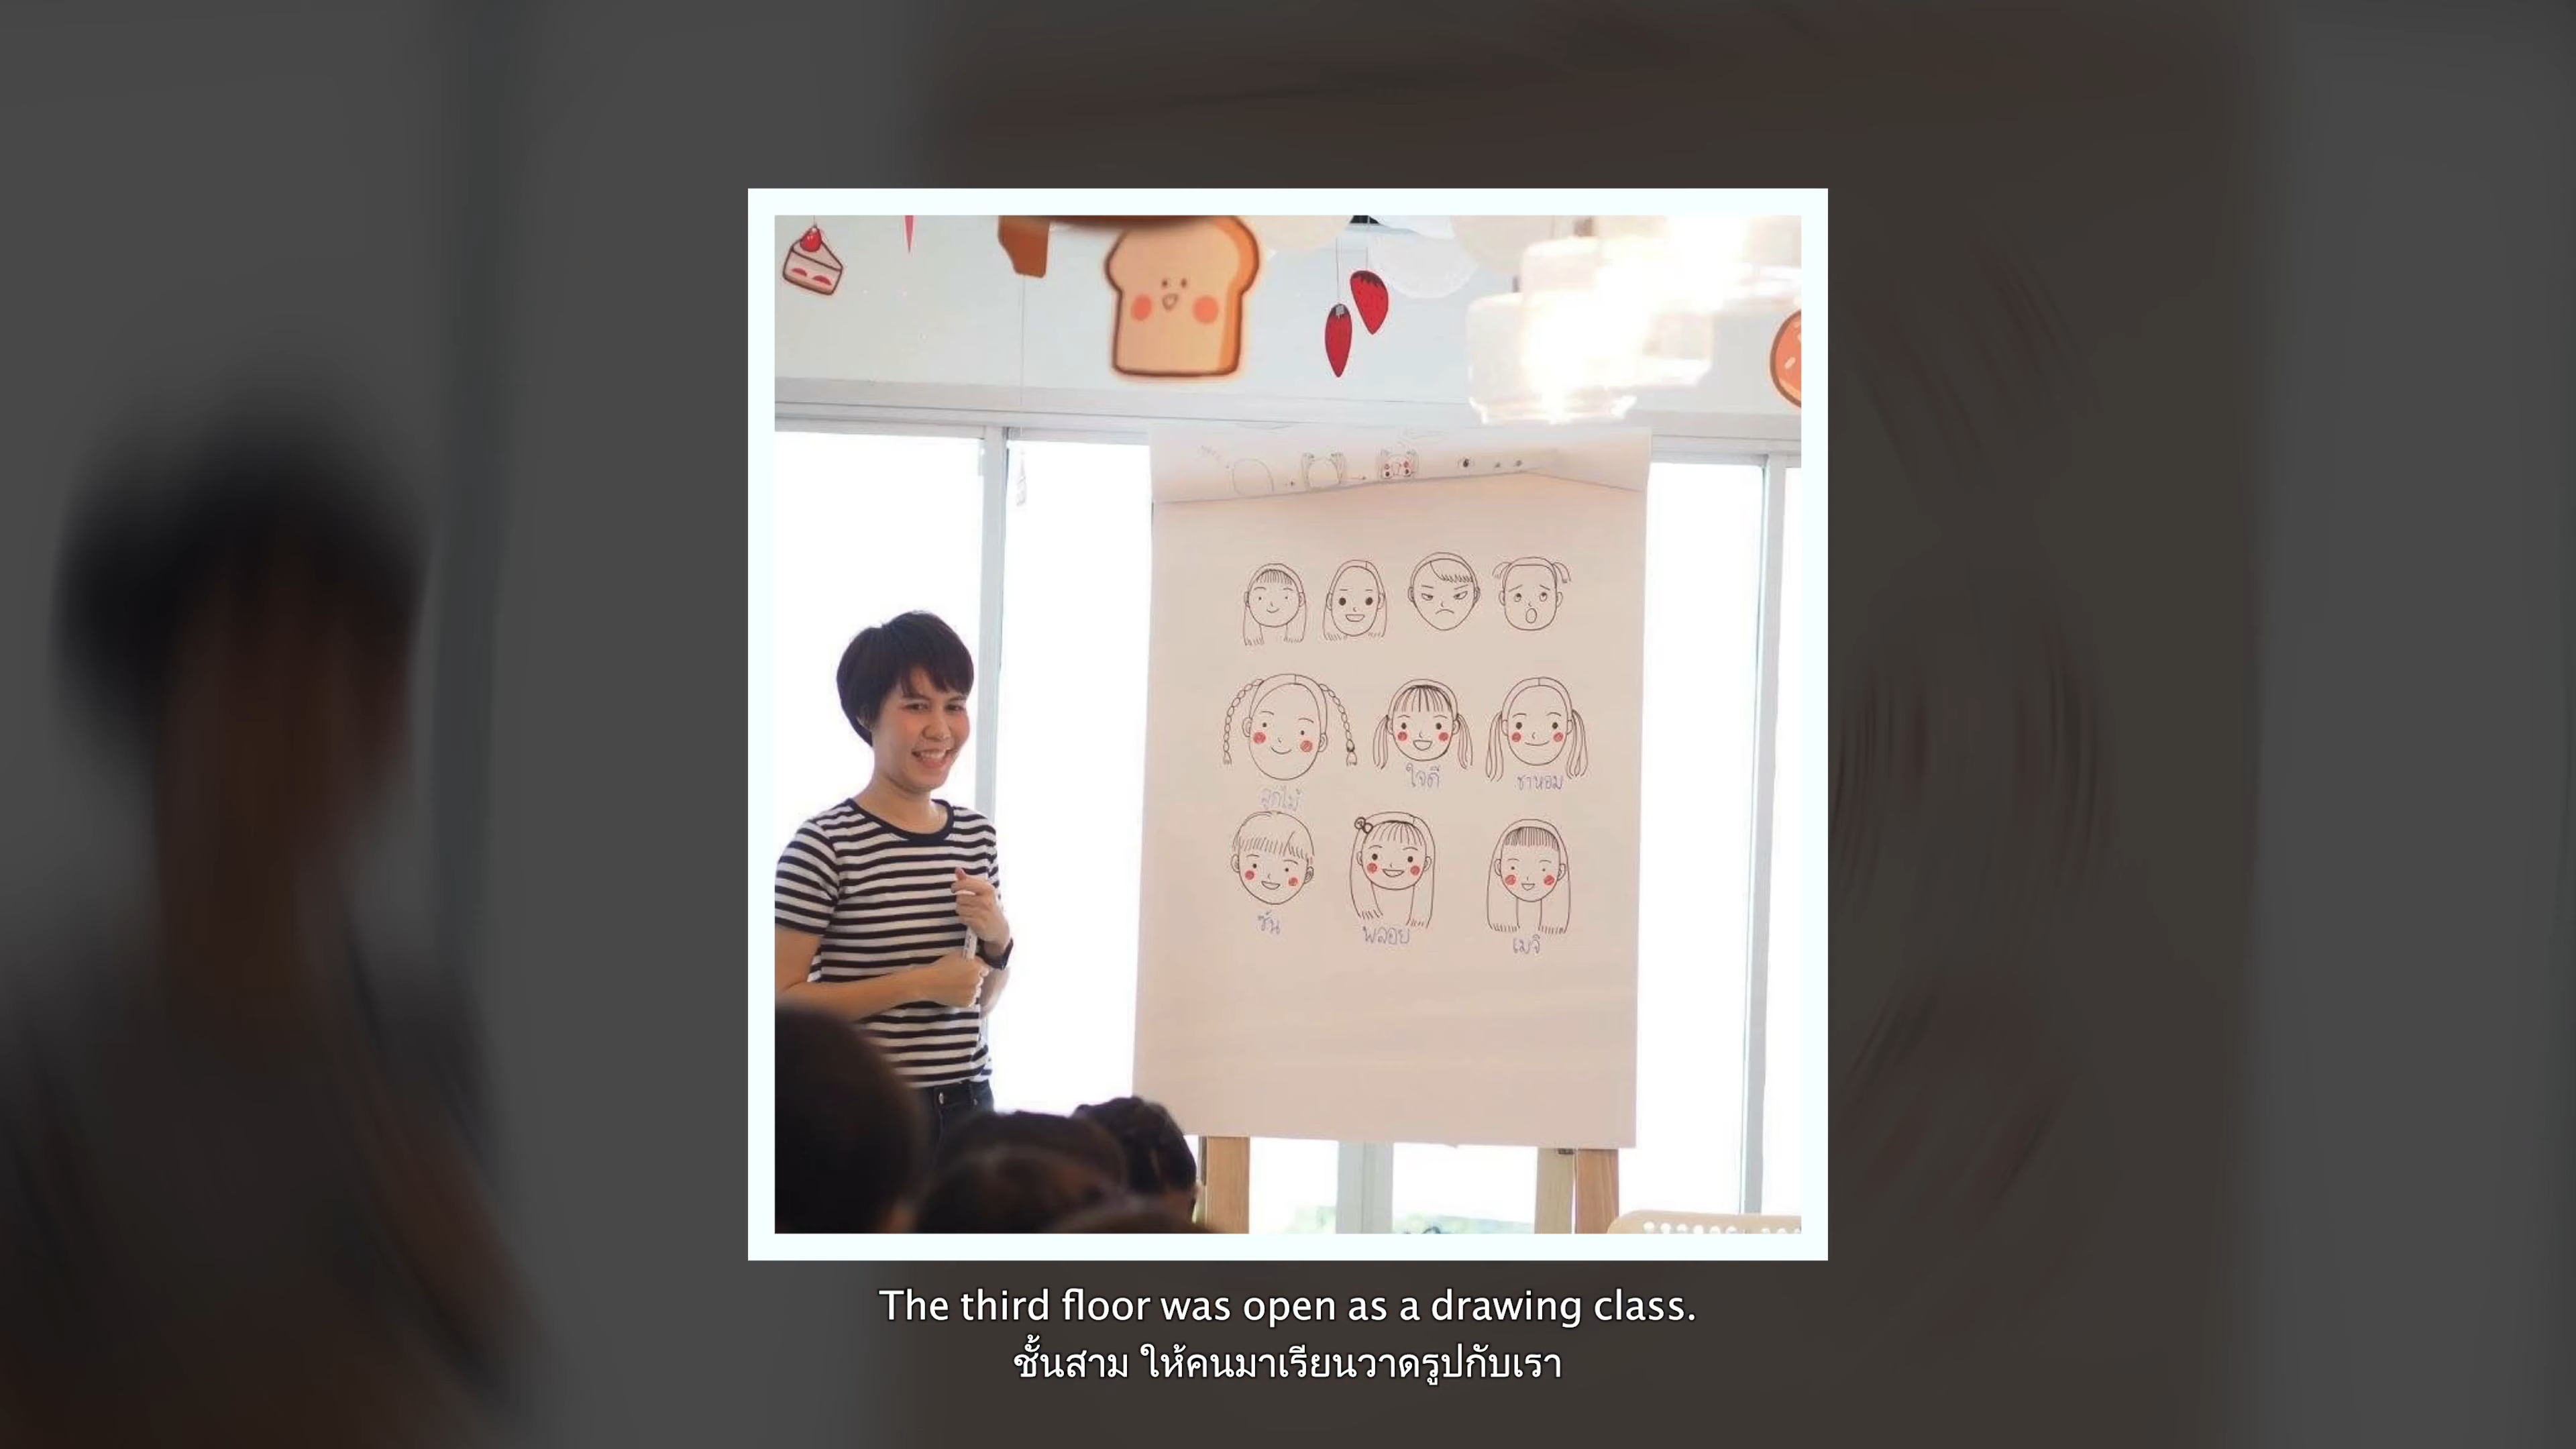 ลูกไม้
ใจดี
ชาหอม
ซัน
พลอย
เมจิ
The third floor was open as a drawing class.
ชั้นสาม ให้คนมาเรียนวาดรูปกับเรา